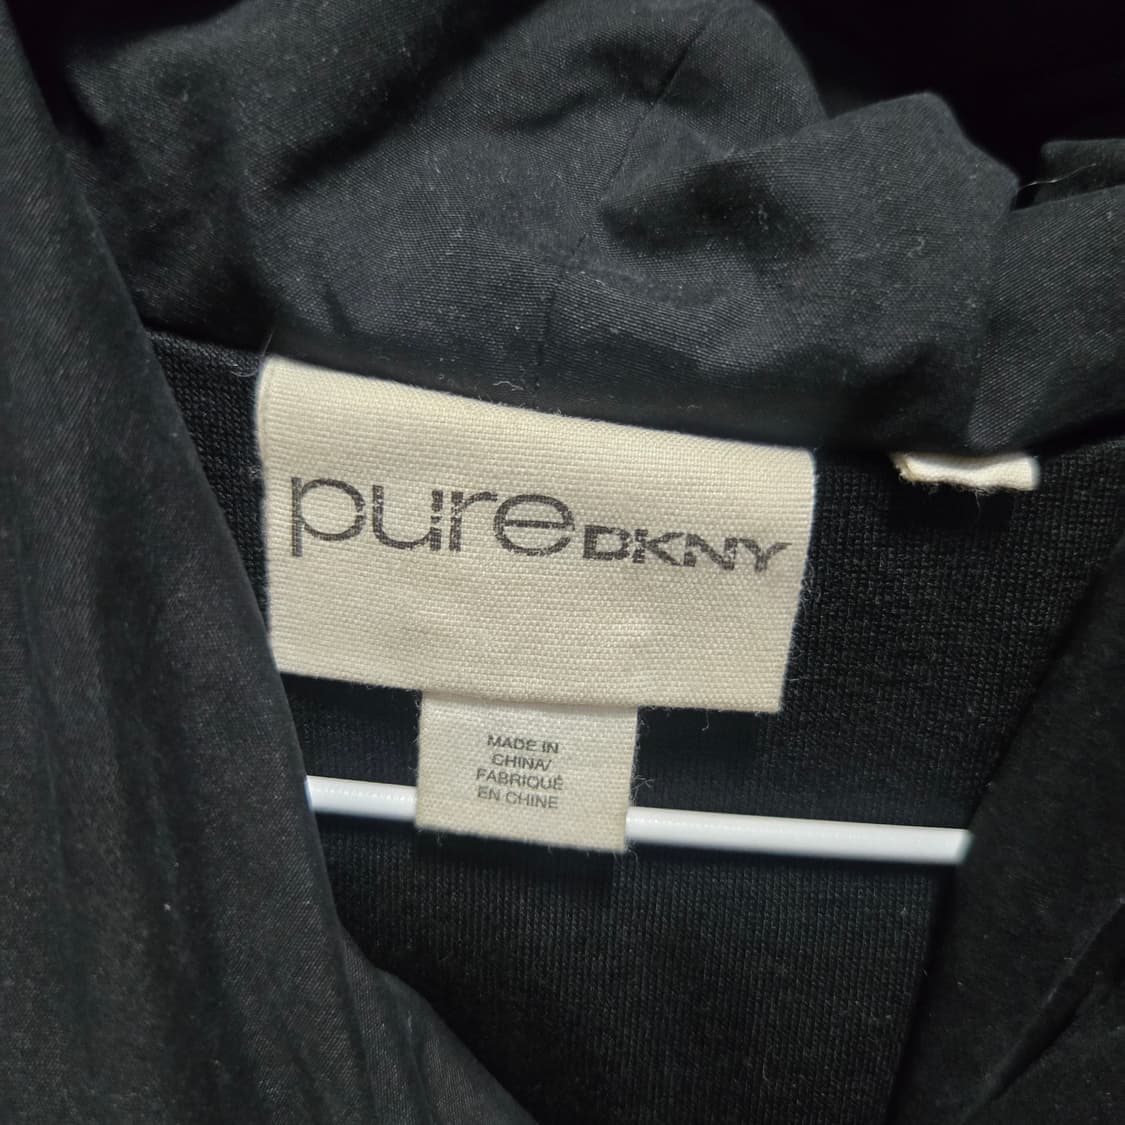 pure DKNY
MADE IN
CHINA/
FABRIQUÉ
EN CHINE